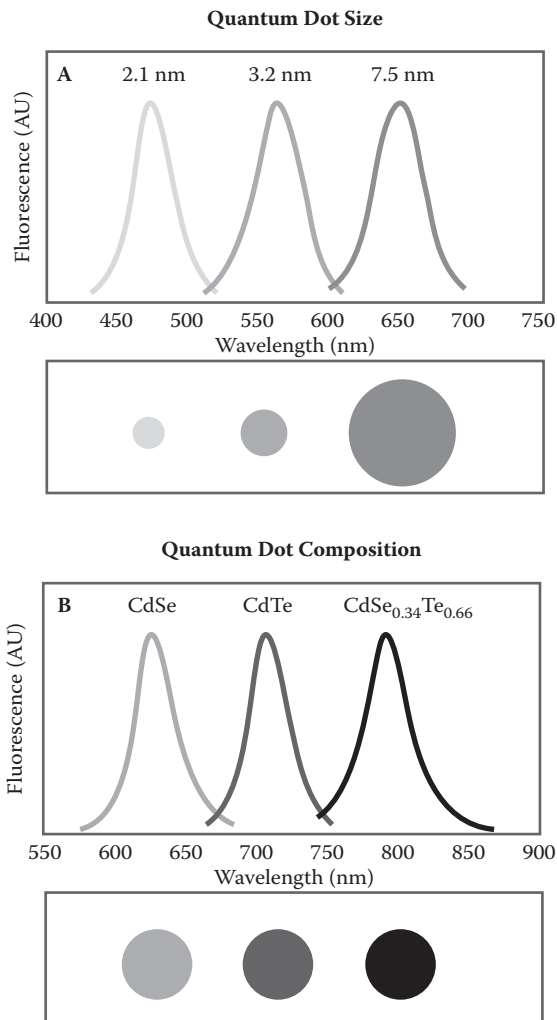 Quantum Dot Size
A 2.1 nm 3.2 nm 7.5 nm
Fluorescence (AU)
400 450 500 550 600 650 700 750
Wavelength (nm)
Quantum Dot Composition
B CdSe CdTe CdSe₀.₃₄Te₀.₆₆
Fluorescence (AU)
550 600 650 700 750 800 850 900
Wavelength (nm)